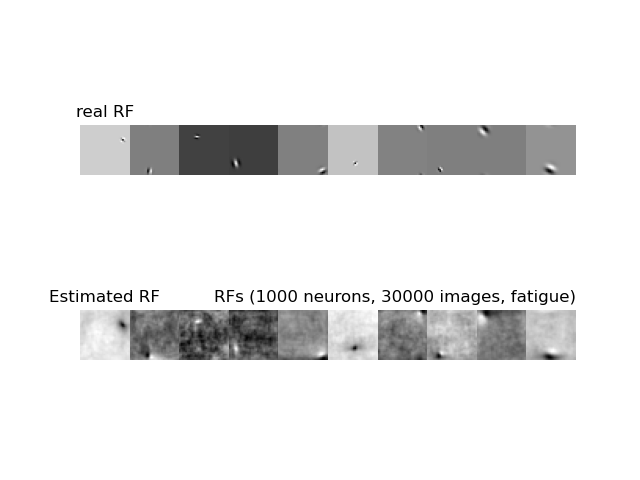 real RF
Estimated RF
RFs (1000 neurons, 30000 images, fatigue)